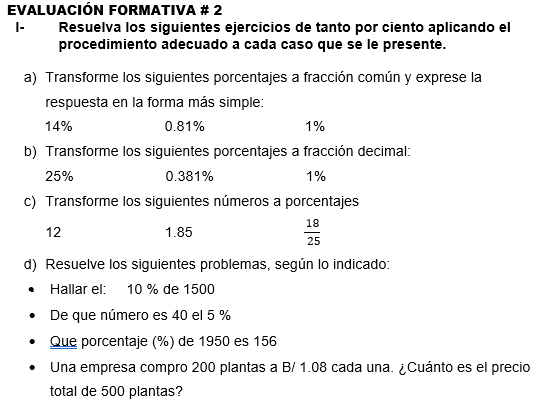 EVALUACIÓN FORMATIVA # 2
I- Resuelva los siguientes ejercicios de tanto por ciento aplicando el
procedimiento adecuado a cada caso que se le presente.
a) Transforme los siguientes porcentajes a fracción común y exprese la
respuesta en la forma más simple:
14% 0.81% 1%
b) Transforme los siguientes porcentajes a fracción decimal:
25% 0.381% 1%
c) Transforme los siguientes números a porcentajes
12 1.85 18/25
d) Resuelve los siguientes problemas, según lo indicado:
• Hallar el: 10 % de 1500
• De que número es 40 el 5 %
• Que porcentaje (%) de 1950 es 156
• Una empresa compro 200 plantas a B/ 1.08 cada una. ¿Cuánto es el precio
total de 500 plantas?